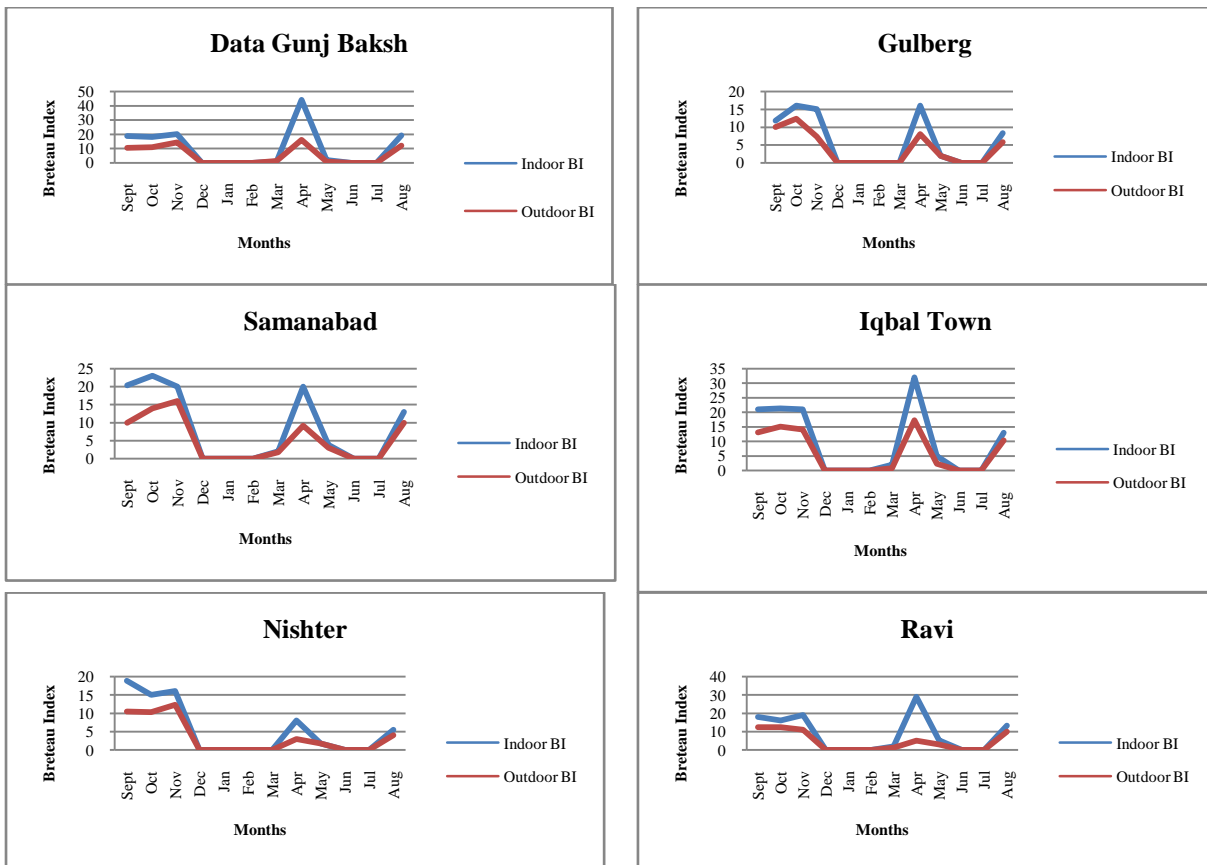 Data Gunj Baksh
Breteau Index
50
40
30
20
10
0
Sept Oct Nov Dec Jan Feb Mar Apr May Jun Jul Aug
Months
Indoor BI
Outdoor BI
Gulberg
Breteau Index
20
15
10
5
0
Sept Oct Nov Dec Jan Feb Mar Apr May Jun Jul Aug
Months
Indoor BI
Outdoor BI
Samanabad
Breteau Index
25
20
15
10
5
0
Sept Oct Nov Dec Jan Feb Mar Apr May Jun Jul Aug
Months
Indoor BI
Outdoor BI
Iqbal Town
Breteau Index
35
30
25
20
15
10
5
0
Sept Oct Nov Dec Jan Feb Mar Apr May Jun Jul Aug
Months
Indoor BI
Outdoor BI
Nishter
Breteau Index
20
15
10
5
0
Sept Oct Nov Dec Jan Feb Mar Apr May Jun Jul Aug
Months
Indoor BI
Outdoor BI
Ravi
Breteau Index
40
30
20
10
0
Sept Oct Nov Dec Jan Feb Mar Apr May Jun Jul Aug
Months
Indoor BI
Outdoor BI